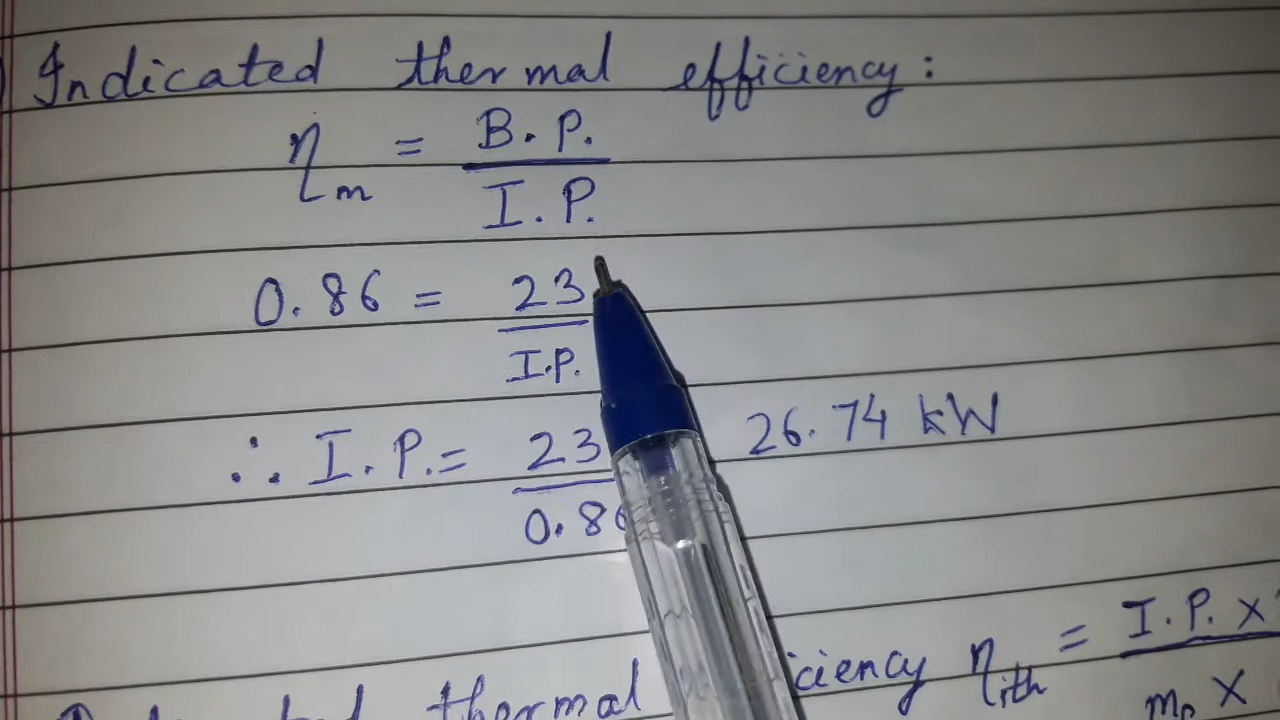 Indicated thermal efficiency:
ηm = B.P. / I.P.
0.86 = 23 / I.P.
∴ I.P. = 23 / 0.86 26.74 kW
thermal ciency ηith = I.P. × / m ×